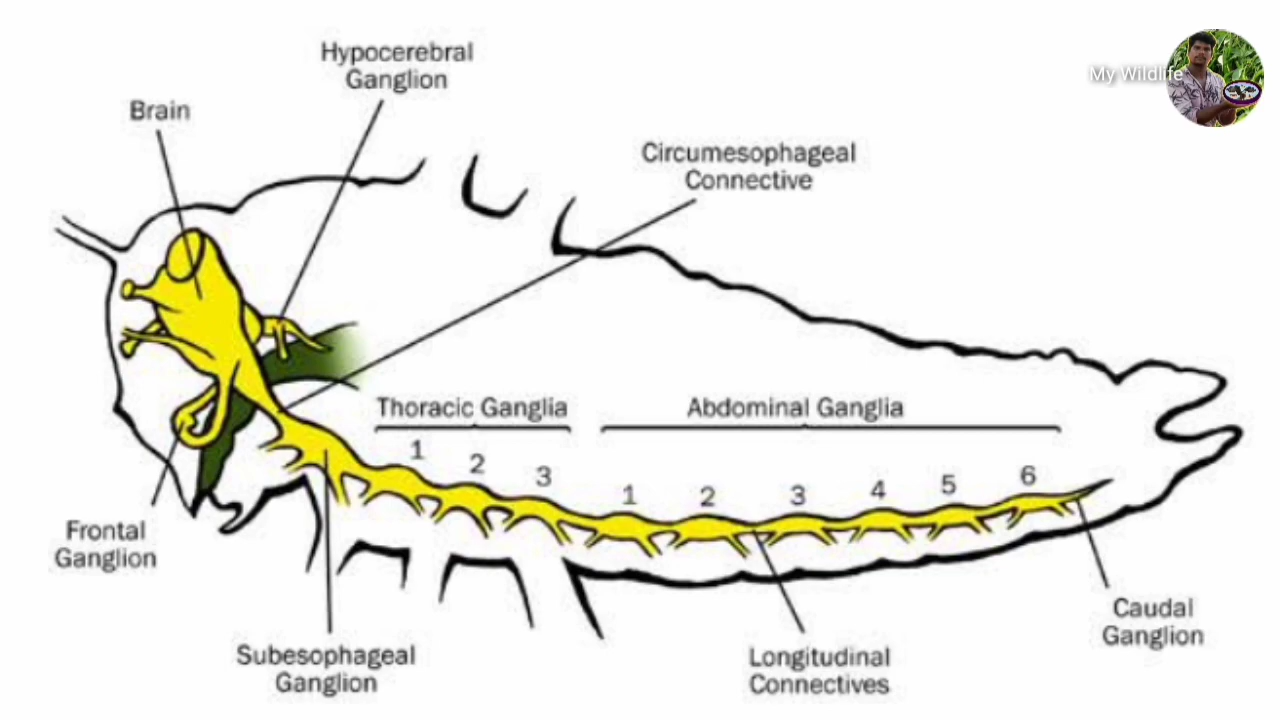 Hypocerebral
Ganglion
My Wildlife
Brain
Circumesophageal
Connective
Thoracic Ganglia
Abdominal Ganglia
1
2
3
1
2
3
4
5
6
Frontal
Ganglion
Subesophageal
Ganglion
Longitudinal
Connectives
Caudal
Ganglion